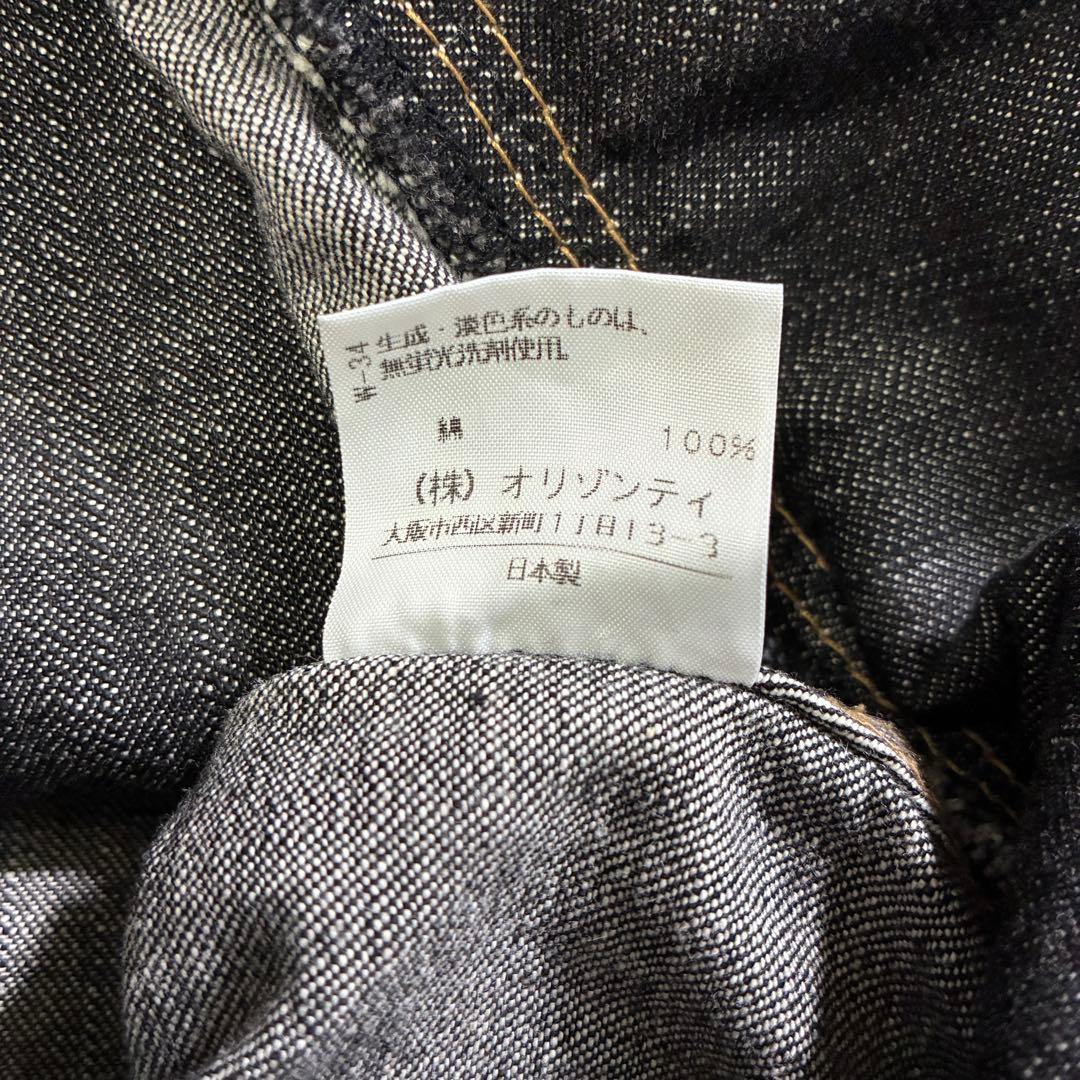 W-34
生成・淡色系のものは、
無蛍光洗剤使用。
綿 100%
(株) オリゾンティ
大阪市西区新町1丁目13-3
日本製